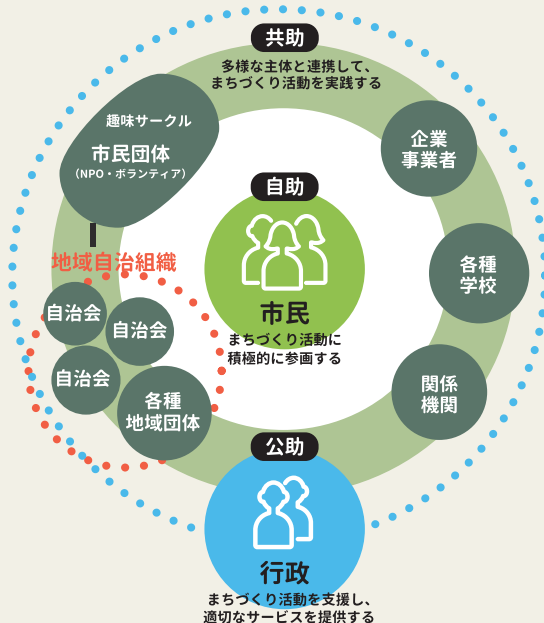 共助
多様な主体と連携して、
まちづくり活動を実践する
趣味サークル
市民団体
（NPO・ボランティア）
企業
事業者
自助
市民
まちづくり活動に
積極的に参画する
各種
学校
地域自治組織
自治会
自治会
自治会
各種
地域団体
関係
機関
公助
行政
まちづくり活動を支援し、
適切なサービスを提供する